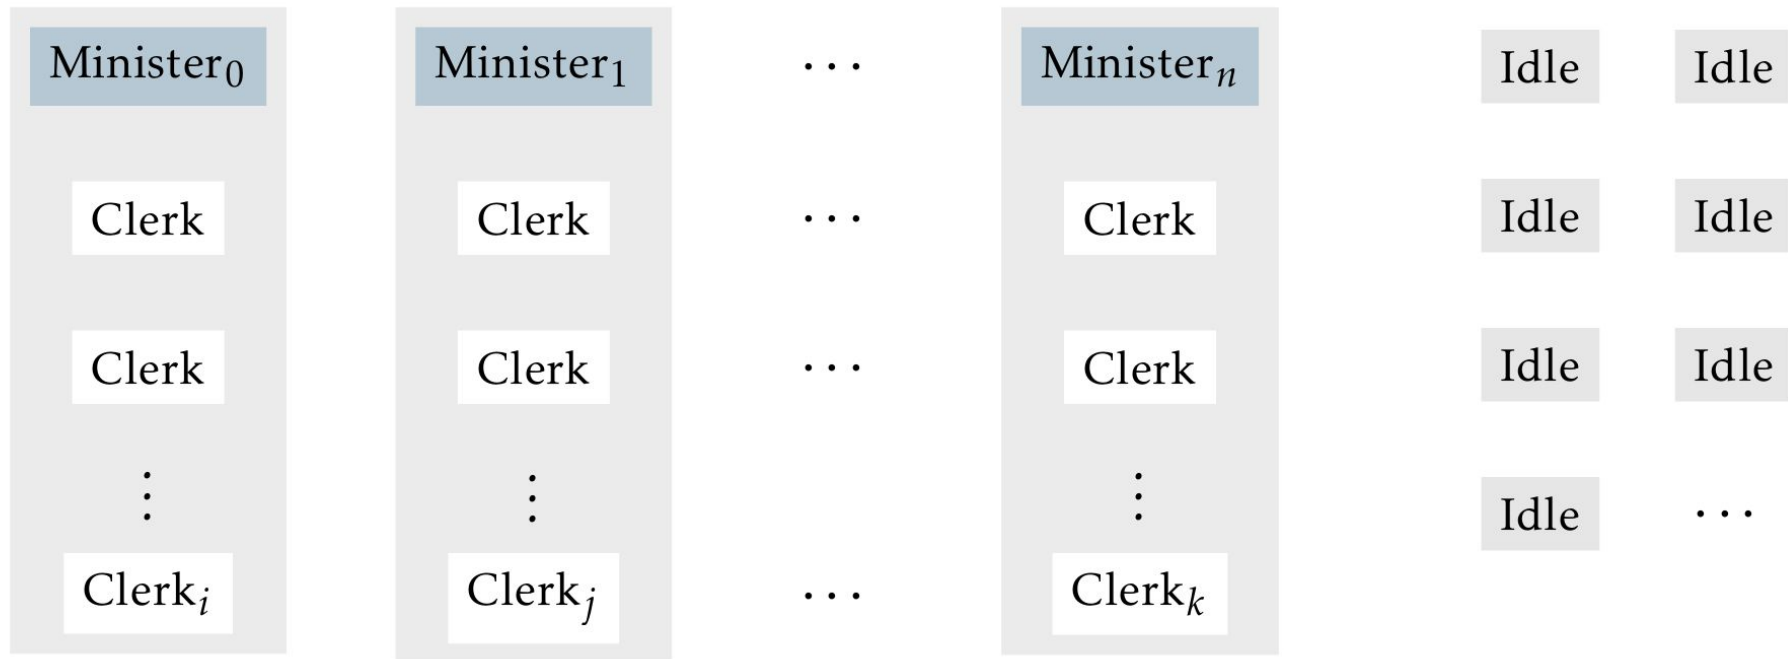 Minister₀ Minister₁ ··· Ministerₙ Idle Idle
Clerk Clerk ··· Clerk Idle Idle
Clerk Clerk ··· Clerk Idle Idle
⋮ ⋮ ⋮ Idle ···
Clerkᵢ Clerkⱼ ··· Clerkₖ